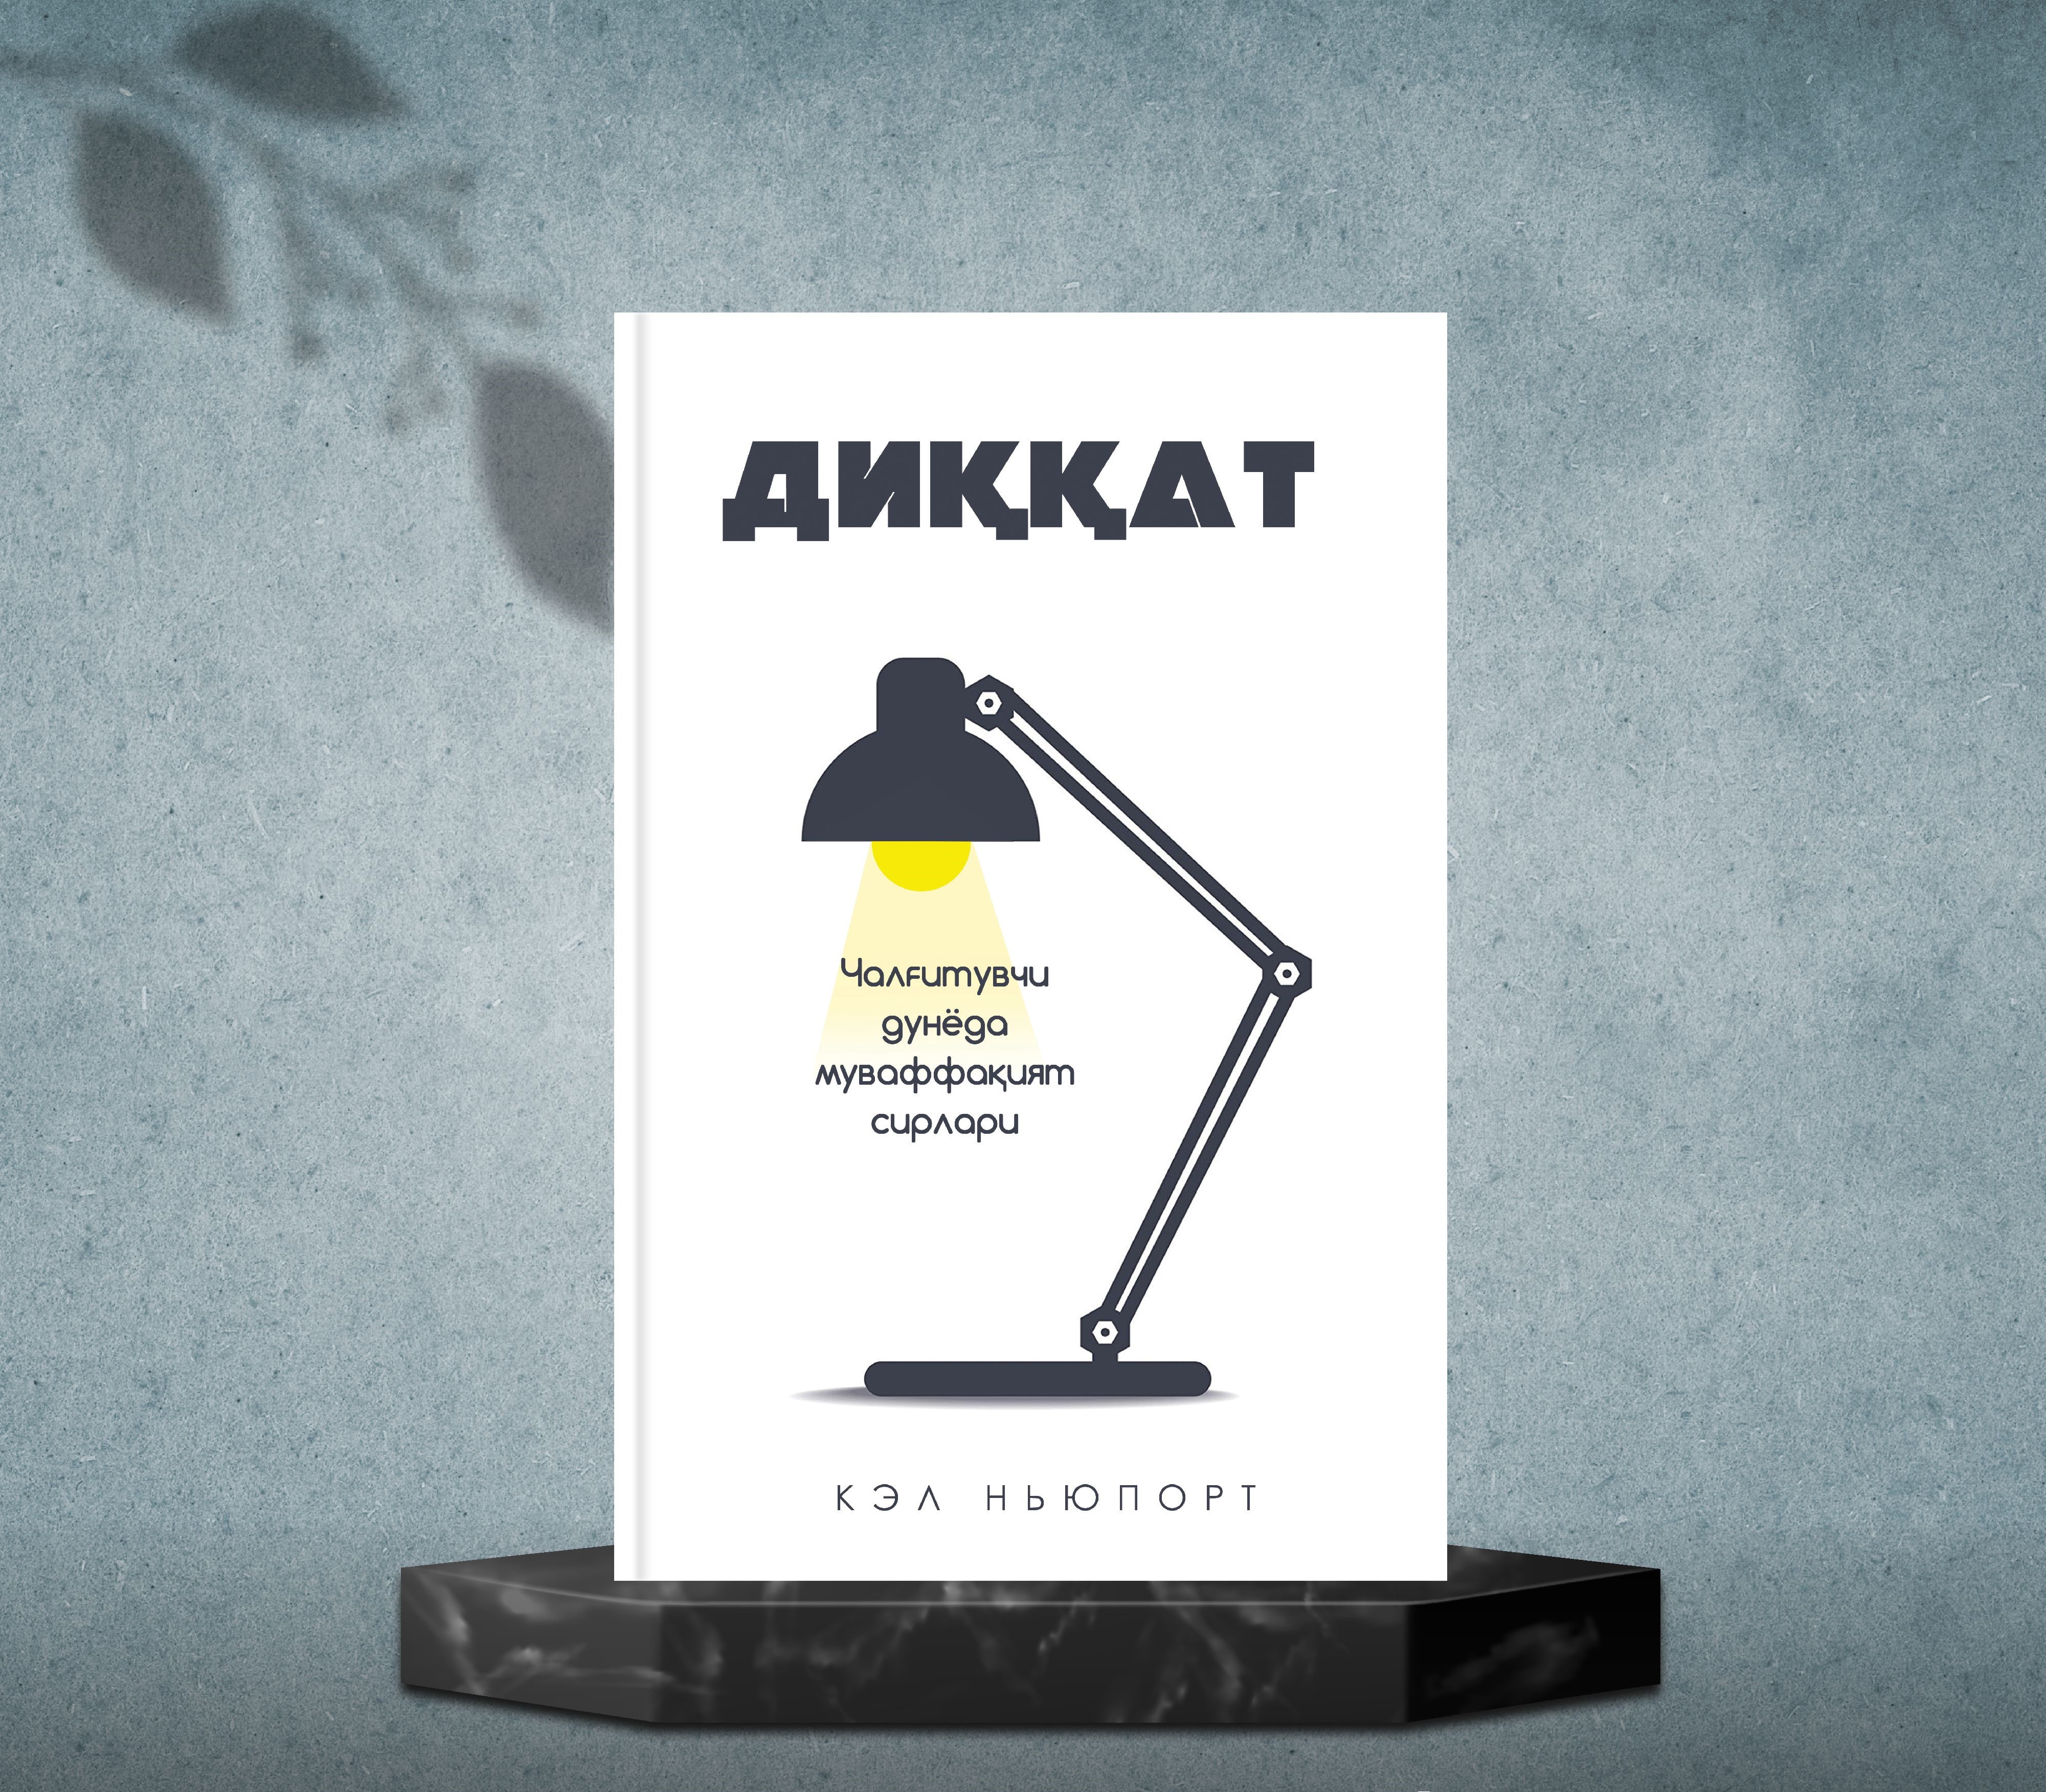 ДИҚҚАТ
Чалғитувчи
дунёда
муваффақият
сирлари
КЭЛ НЬЮПОРТ